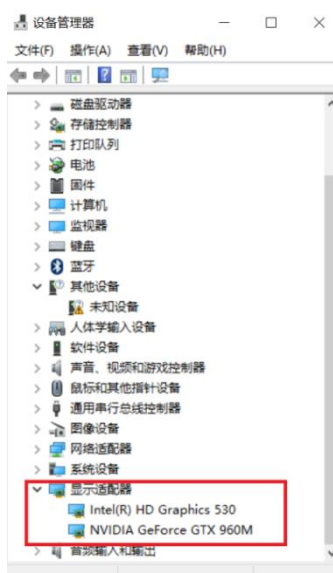 设备管理器
文件(F) 操作(A) 查看(V) 帮助(H)
磁盘驱动器
存储控制器
打印队列
电池
固件
计算机
监视器
键盘
蓝牙
其他设备
未知设备
人体学输入设备
软件设备
声音、视频和游戏控制器
鼠标和其他指针设备
通用串行总线控制器
图像设备
网络适配器
系统设备
显示适配器
Intel(R) HD Graphics 530
NVIDIA GeForce GTX 960M
音频输入和输出